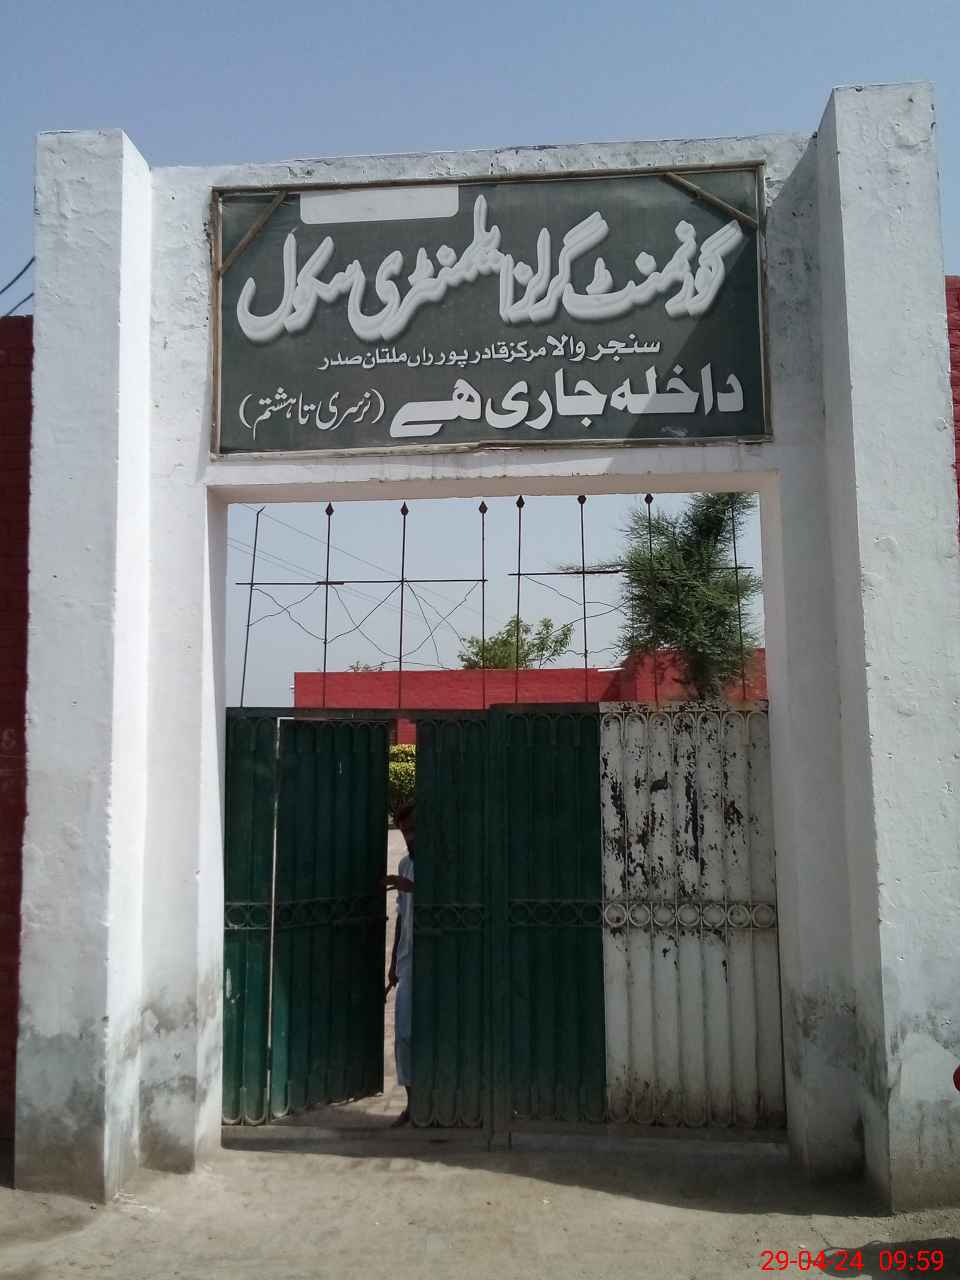 گورنمنٹ گرلز ایلمنٹری سکول
سنجر والا مرکز قادر پور راں ملتان صدر
داخلہ جاری ھے (نرسری تا ہشتم)
29-04-24 09:59